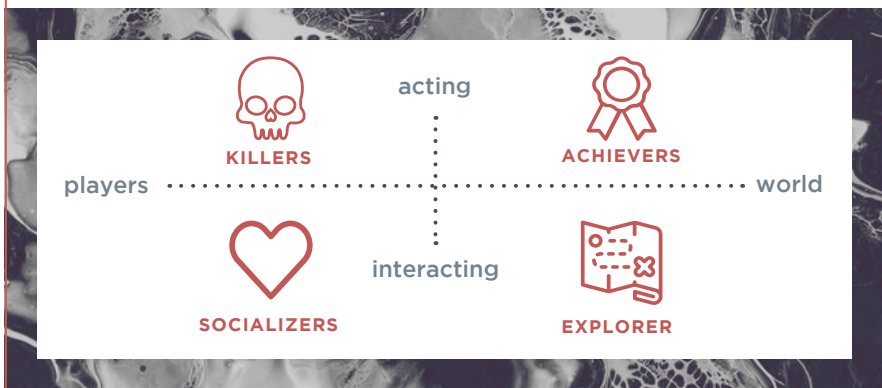 acting
KILLERS
ACHIEVERS
players
world
interacting
SOCIALIZERS
EXPLORER